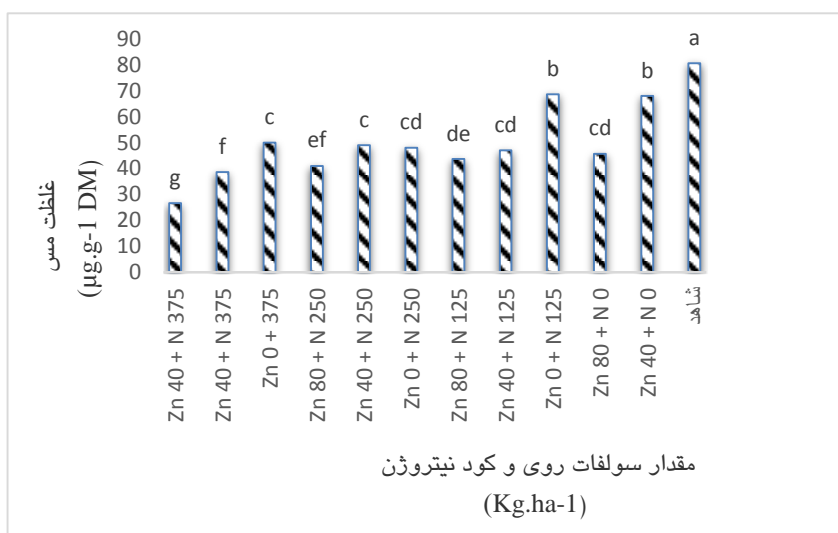 90
80
70
60
50
40
30
20
10
0
غلظت مس
(µg.g-1 DM)
g
f
c
ef
c
cd
de
cd
b
cd
b
a
Zn 40 + N 375
Zn 40 + N 375
Zn 0 + 375
Zn 80 + N 250
Zn 40 + N 250
Zn 0 + N 250
Zn 80 + N 125
Zn 40 + N 125
Zn 0 + N 125
Zn 80 + N 0
Zn 40 + N 0
شاهد
مقدار سولفات روی و کود نیتروژن
(Kg.ha-1)